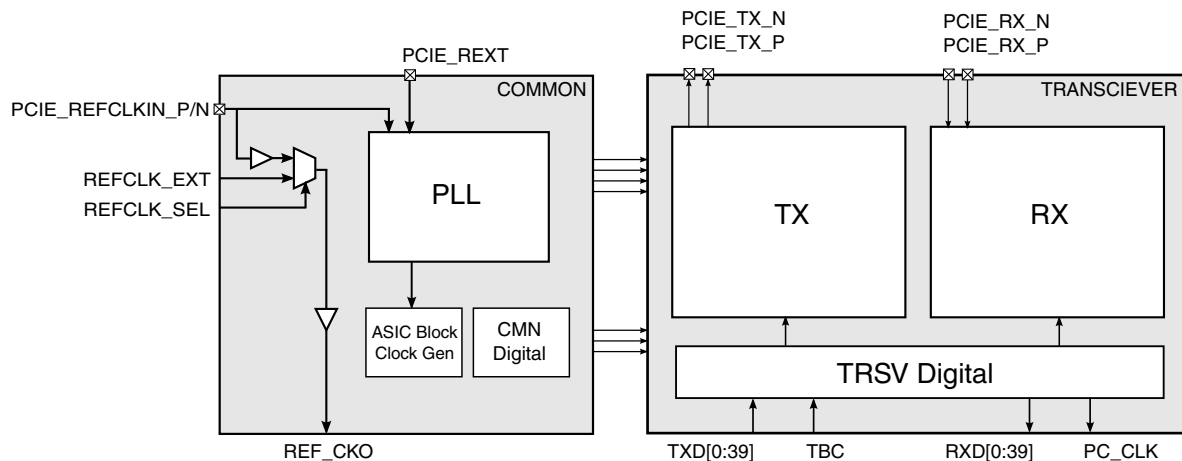 PCIE_TX_N
PCIE_TX_P
PCIE_RX_N
PCIE_RX_P
PCIE_REXT
COMMON
TRANSCIEVER
PCIE_REFCLKIN_P/N
REFCLK_EXT
REFCLK_SEL
PLL
TX
RX
ASIC Block
Clock Gen
CMN
Digital
TRSV Digital
REF_CKO
TXD[0:39]
TBC
RXD[0:39]
PC_CLK